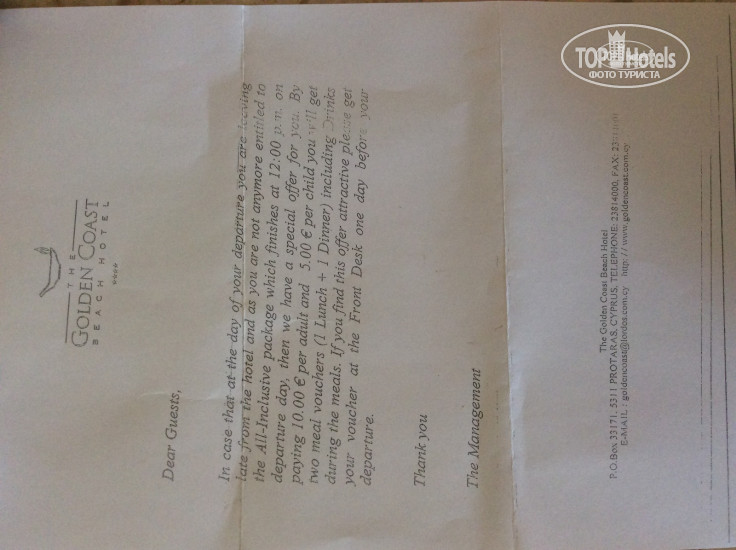 THE
GOLDEN COAST
BEACH HOTEL
Dear Guests,
In case that at the day of your departure you are leaving
late from the hotel and as you are not anymore entitled to
the All-Inclusive package which finishes at 12:00 p.m. on
departure day, then we have a special offer for you. By
paying 10.00 € per adult and 5.00 € per child you will get
two meal vouchers (1 Lunch + 1 Dinner) including Drinks
during the meals. If you find this offer attractive please get
your voucher at the Front Desk one day before your
departure.
Thank you
The Management
The Golden Coast Beach Hotel
P.O.Box 33171, 5311 PROTARAS, CYPRUS, TELEPHONE: 23814000, FAX:
E-MAIL : goldencoast@lordos.com.cy http://www.goldencoast.com.cy
TOP Hotels
ФОТО ТУРИСТА